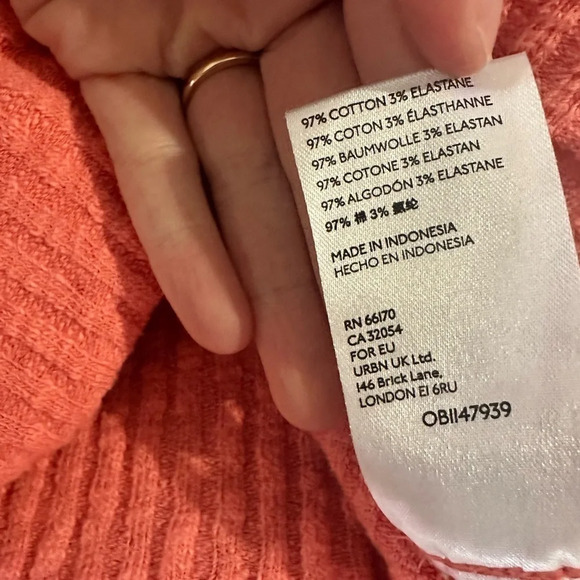 97% COTTON 3% ELASTANE
97% COTON 3% ÉLASTHANNE
97% BAUMWOLLE 3% ELASTAN
97% COTONE 3% ELASTAN
97% ALGODÓN 3% ELASTANE
97% 棉 3% 氨纶
MADE IN INDONESIA
HECHO EN INDONESIA
RN 66170
CA 32054
FOR EU
URBN UK Ltd.
146 Brick Lane,
LONDON E1 6RU
OB1147939